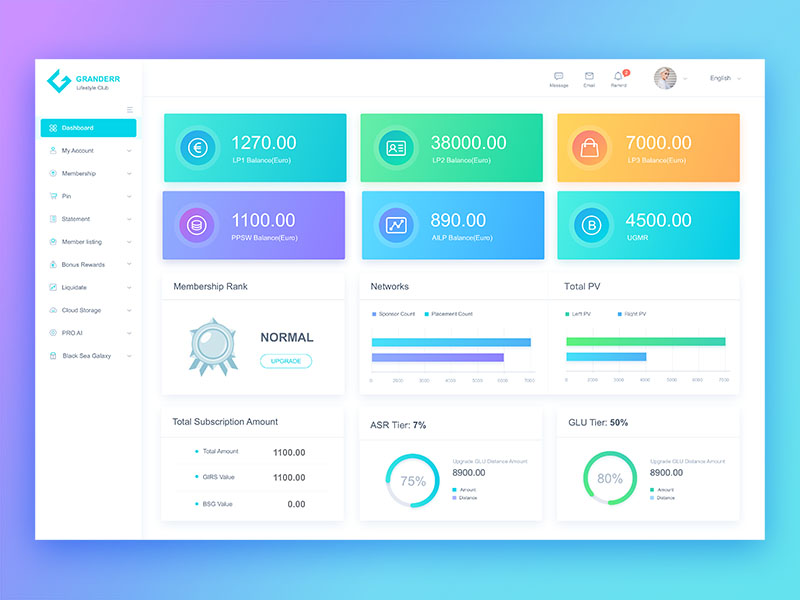 GRANDERR
Lifestyle Club
Message
Email
Remind
English
Dashboard
My Account
Membership
Pin
Statement
Member listing
Bonus Rewards
Liquidate
Cloud Storage
PRO AI
Black Sea Galaxy
1270.00
LP1 Balance(Euro)
38000.00
LP2 Balance(Euro)
7000.00
LP3 Balance(Euro)
1100.00
PPSW Balance(Euro)
890.00
AILP Balance(Euro)
4500.00
UGMR
Membership Rank
NORMAL
UPGRADE
Networks
Sponsor Count Placement Count
0 5000 6000 7000
Total PV
Left PV Right PV
0 2000 3000 4000 5000 6000 7000
Total Subscription Amount
Total Amount 1100.00
GIRS Value 1100.00
BSG Value 0.00
ASR Tier: 7%
75%
Upgrade GLU Distance Amount
8900.00
Amount
Distance
GLU Tier: 50%
80%
Upgrade GLU Distance Amount
8900.00
Amount
Distance